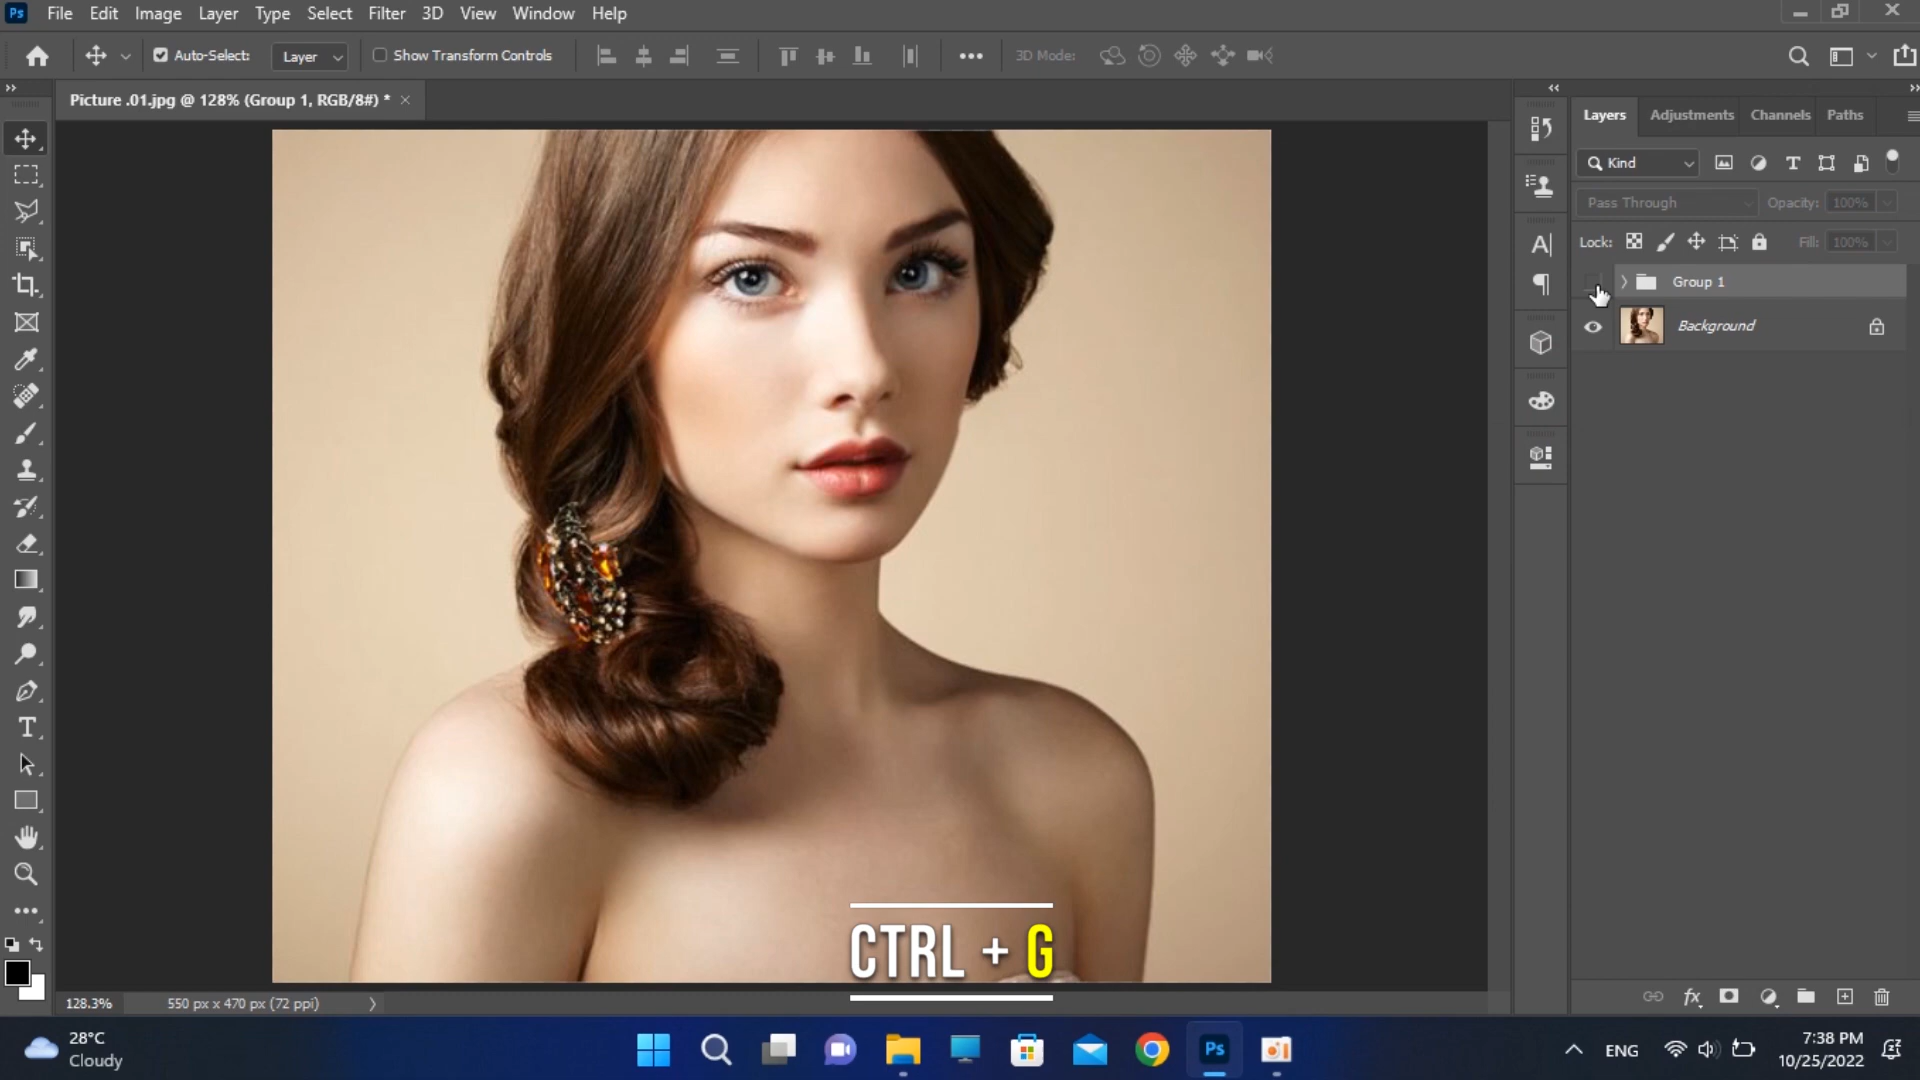 Ps File Edit Image Layer Type Select Filter 3D View Window Help
Auto-Select: Layer Show Transform Controls 3D Mode:
Picture .01.jpg @ 128% (Group 1, RGB/8#) *
Layers Adjustments Channels Paths
Kind
Pass Through Opacity: 100%
Lock: Fill: 100%
Group 1
Background
CTRL + G
128.3% 550 px x 470 px (72 ppi)
28°C
Cloudy
Ps
ENG
7:38 PM
10/25/2022